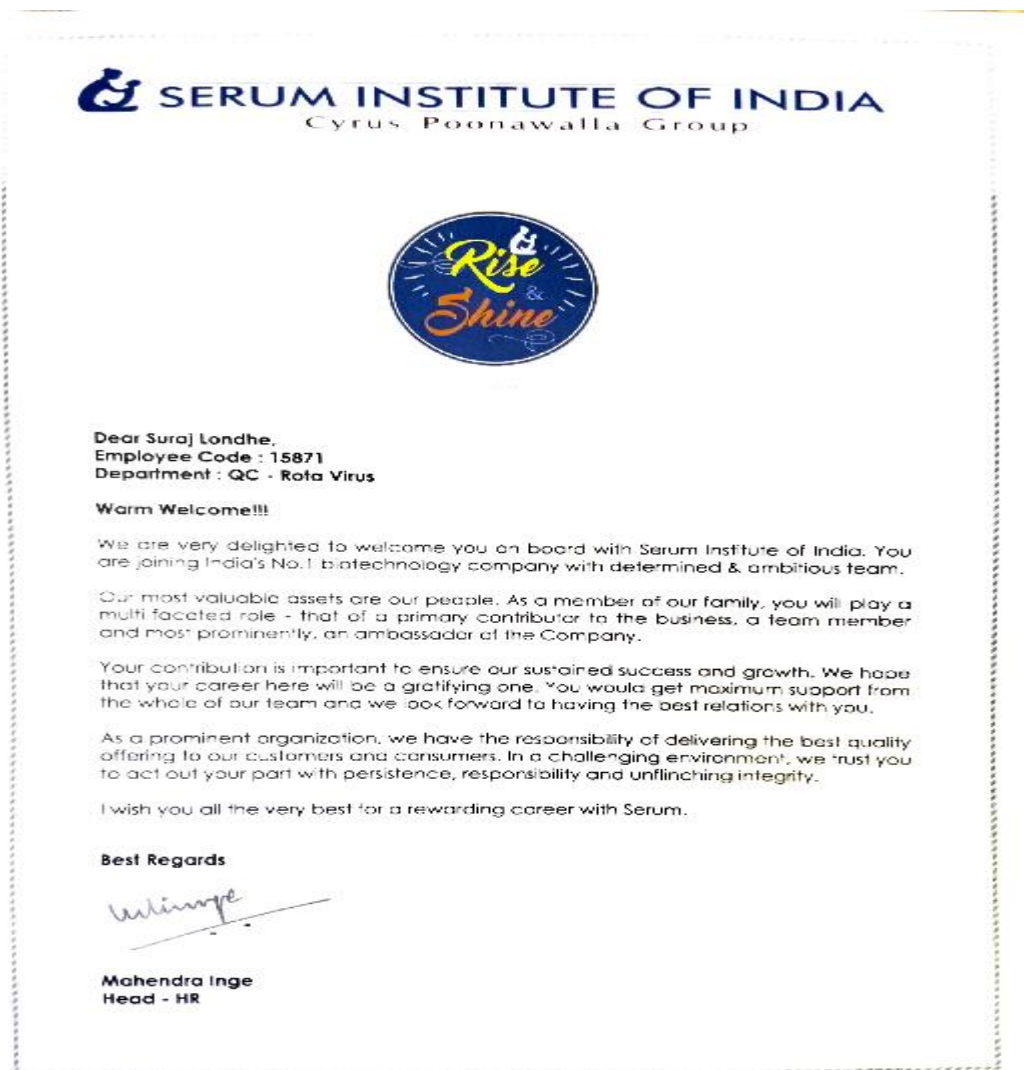 SERUM INSTITUTE OF INDIA
Cyrus Poonawalla Group
Rise
&
Shine
Dear Suraj Londhe,
Employee Code : 15871
Department : QC - Rota Virus
Warm Welcome!!!
We are very delighted to welcome you on board with Serum Institute of India. You
are joining India's No.1 biotechnology company with determined & ambitious team.
Our most valuable assets are our people. As a member of our family, you will play a
multi faceted role - that of a primary contributor to the business, a team member
and most prominently, an ambassador of the Company.
Your contribution is important to ensure our sustained success and growth. We hope
that your career here will be a gratifying one. You would get maximum support from
the whole of our team and we look forward to having the best relations with you.
As a prominent organization, we have the responsibility of delivering the best quality
offering to our customers and consumers. In a challenging environment, we trust you
to act out your part with persistence, responsibility and unflinching integrity.
I wish you all the very best for a rewarding career with Serum.
Best Regards
Mahendra Inge
Head - HR